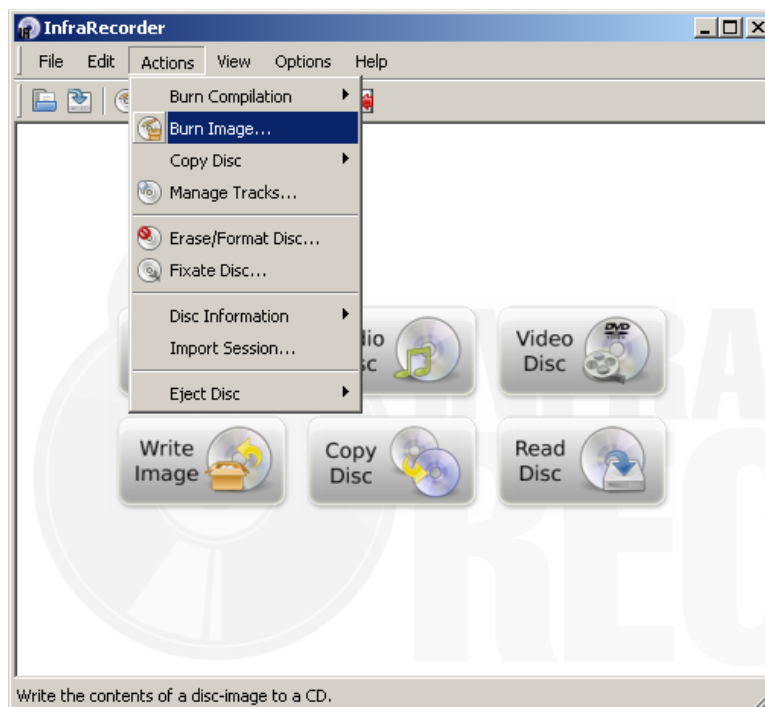 InfraRecorder
File Edit Actions View Options Help
Burn Compilation
Burn Image...
Copy Disc
Manage Tracks...
Erase/Format Disc...
Fixate Disc...
Disc Information
Import Session...
Eject Disc
Video
Disc
Write
Image
Copy
Disc
Read
Disc
Write the contents of a disc-image to a CD.